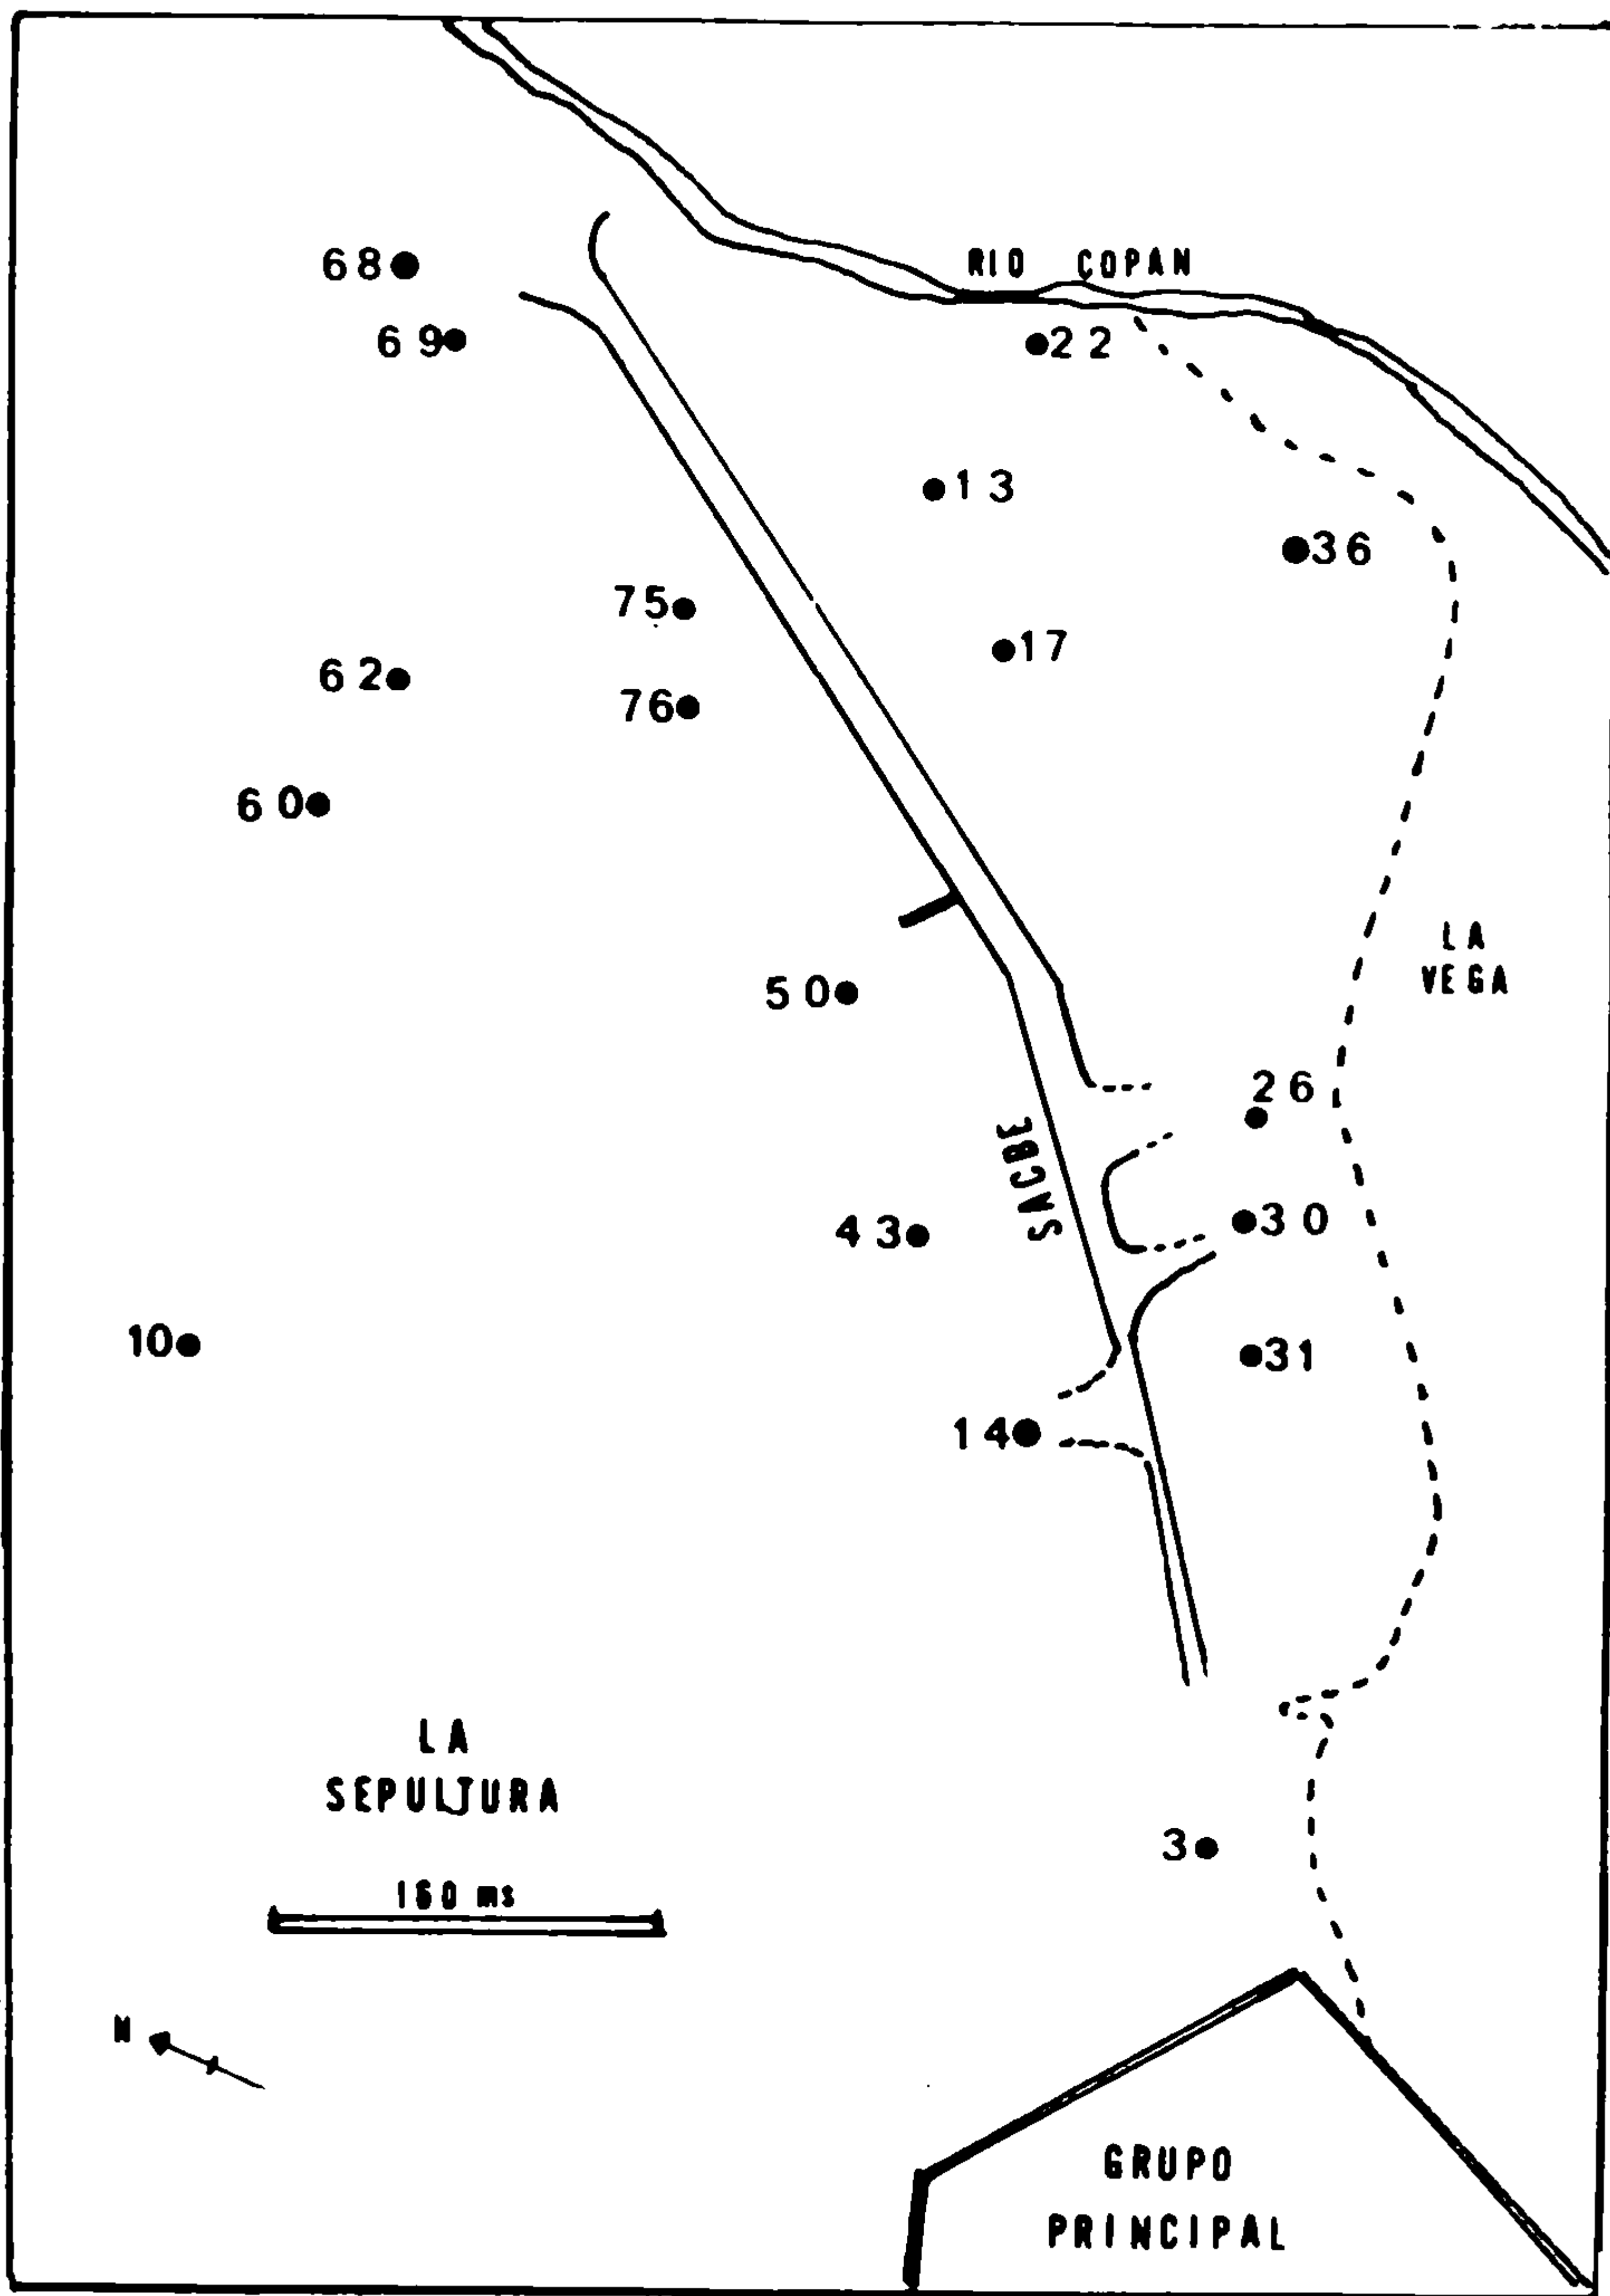 RIO COPAN
68
69
22
13
36
75
17
62
76
60
LA
VEGA
50
26
SACBE
43
30
10
31
14
LA
SEPULTURA
3
160 ms
N
GRUPO
PRINCIPAL